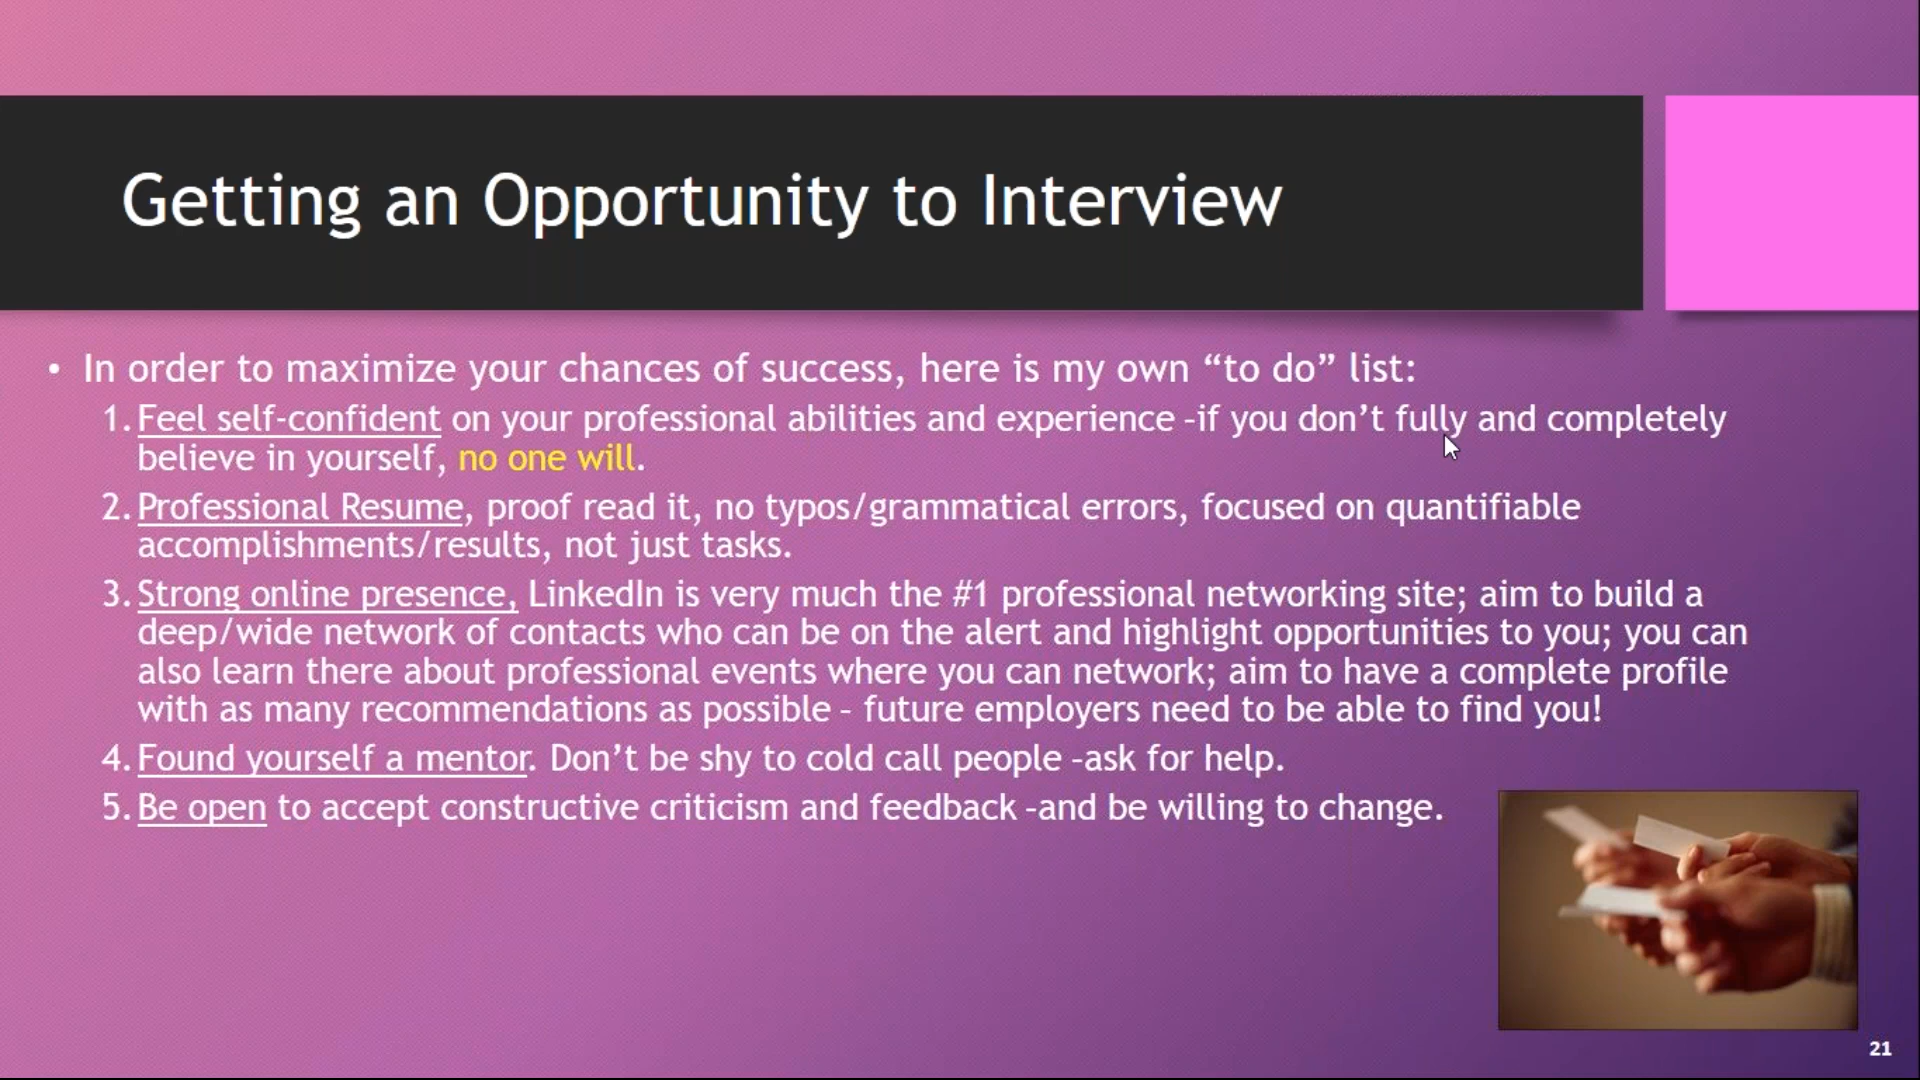 Getting an Opportunity to Interview
• In order to maximize your chances of success, here is my own “to do” list:
1. Feel self-confident on your professional abilities and experience –if you don’t fully and completely
believe in yourself, no one will.
2. Professional Resume, proof read it, no typos/grammatical errors, focused on quantifiable
accomplishments/results, not just tasks.
3. Strong online presence, LinkedIn is very much the #1 professional networking site; aim to build a
deep/wide network of contacts who can be on the alert and highlight opportunities to you; you can
also learn there about professional events where you can network; aim to have a complete profile
with as many recommendations as possible – future employers need to be able to find you!
4. Found yourself a mentor. Don’t be shy to cold call people –ask for help.
5. Be open to accept constructive criticism and feedback –and be willing to change.
21